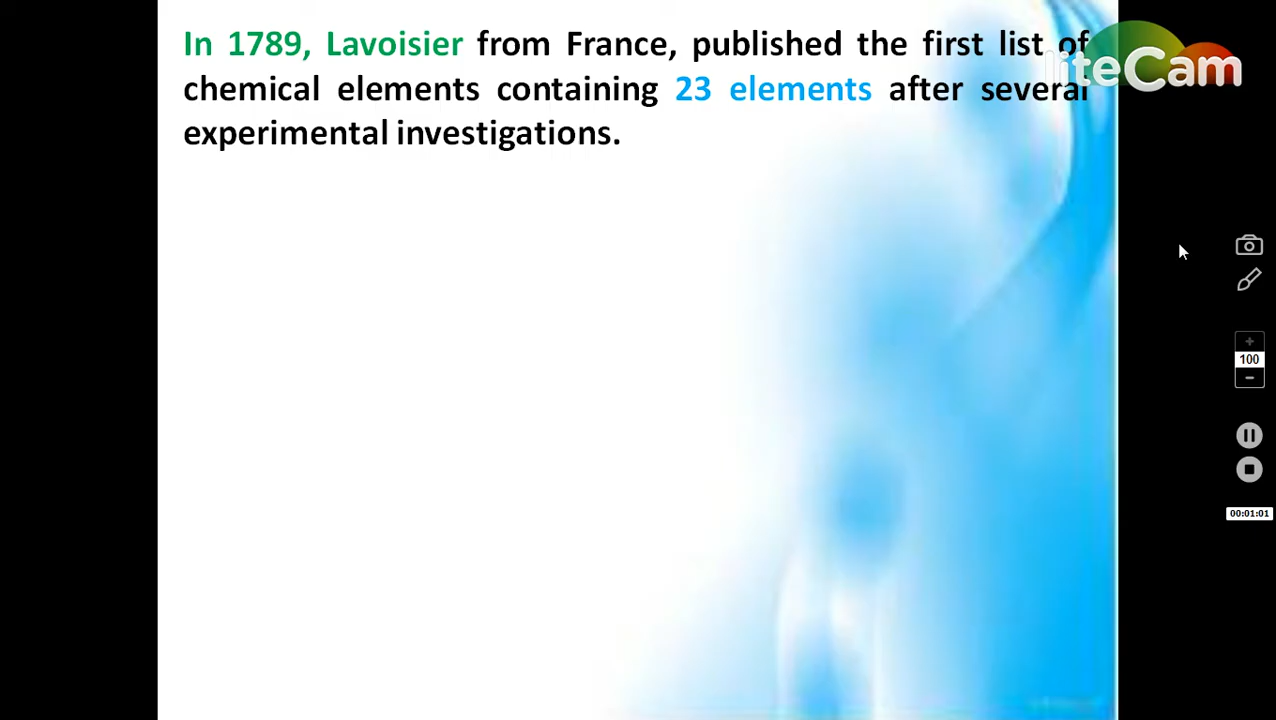 In 1789, Lavoisier from France, published the first list of
chemical elements containing 23 elements after several
experimental investigations.
liteCam
100
00:01:01